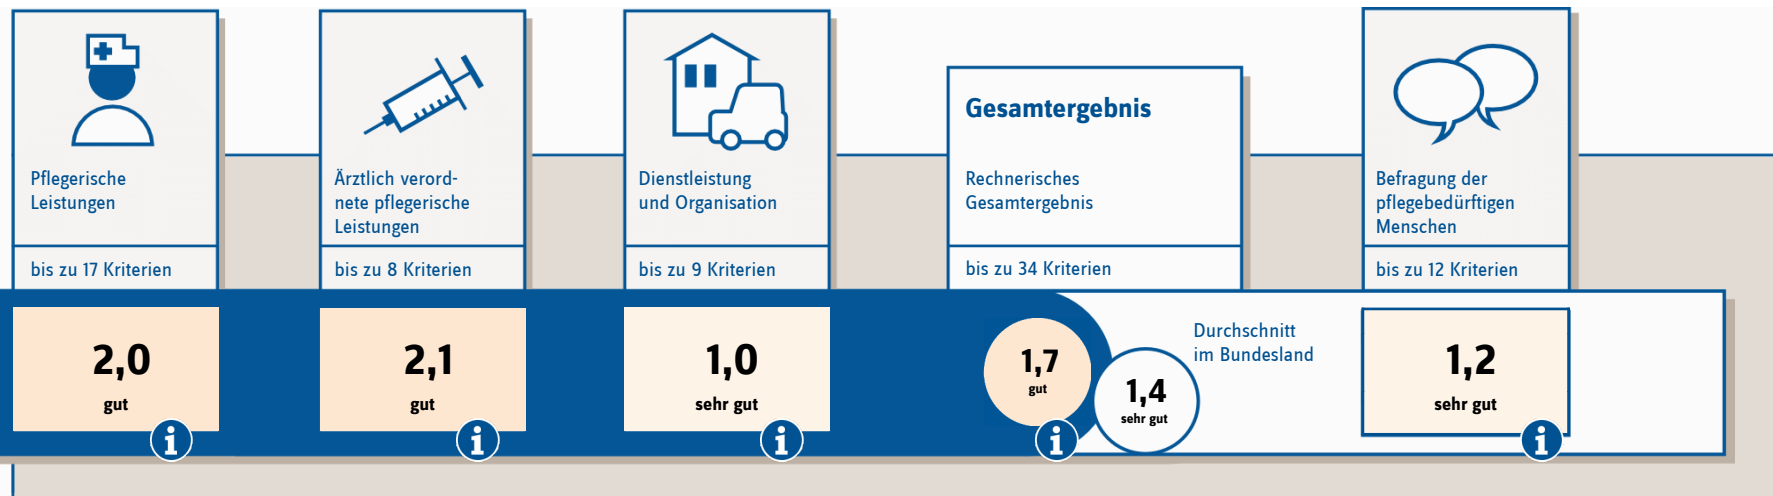 Pflegerische
Leistungen
bis zu 17 Kriterien
2,0
gut
i
Ärztlich verord-
nete pflegerische
Leistungen
bis zu 8 Kriterien
2,1
gut
i
Dienstleistung
und Organisation
bis zu 9 Kriterien
1,0
sehr gut
i
Gesamtergebnis
Rechnerisches
Gesamtergebnis
bis zu 34 Kriterien
1,7
gut
i
Durchschnitt
im Bundesland
1,4
sehr gut
Befragung der
pflegebedürftigen
Menschen
bis zu 12 Kriterien
1,2
sehr gut
i